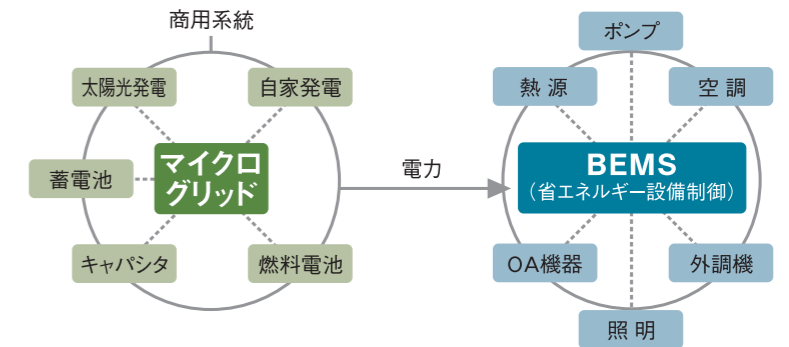 商用系統
太陽光発電
自家発電
蓄電池
マイクロ
グリッド
キャパシタ
燃料電池
電力
ポンプ
熱 源
空 調
BEMS
（省エネルギー設備制御）
OA機器
外調機
照 明